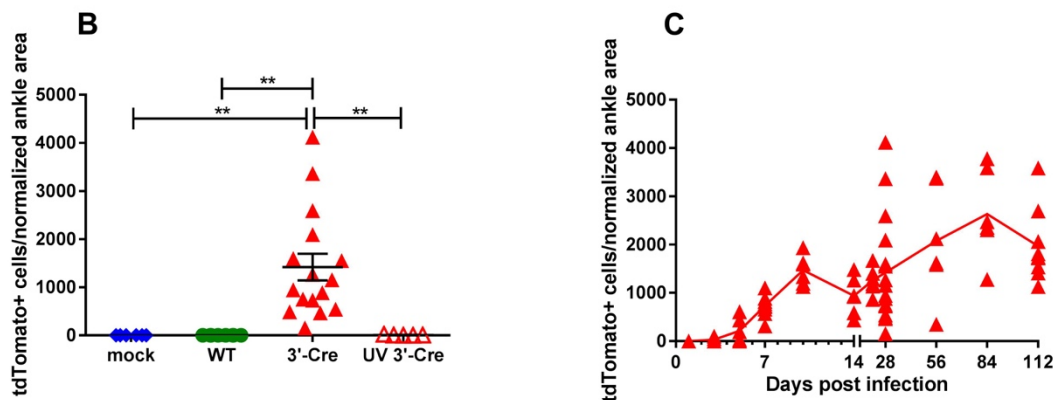 B
tdTomato+ cells/normalized ankle area
5000
4000
3000
2000
1000
0
**
**
**
mock WT 3'-Cre UV 3'-Cre
C
tdTomato+ cells/normalized ankle area
5000
4000
3000
2000
1000
0
0 7 14 28 56 84 112
Days post infection